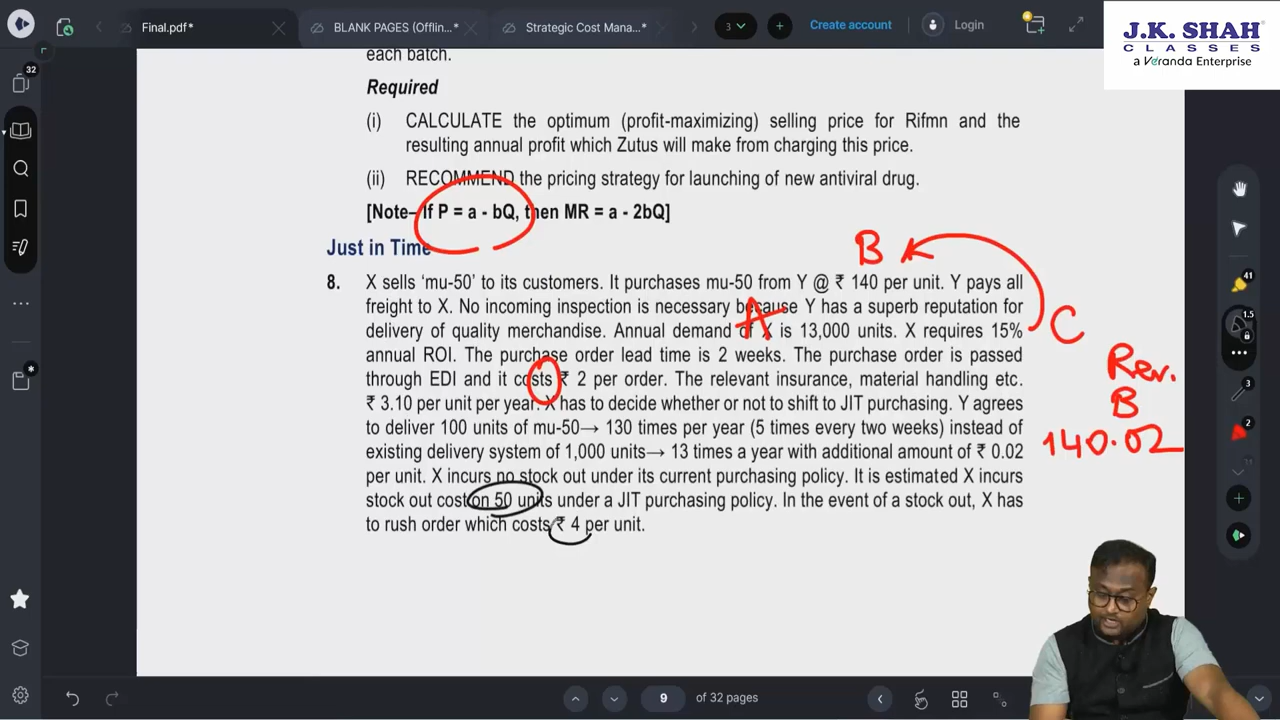 Final.pdf*
BLANK PAGES (Offlin...*
Strategic Cost Mana...*
3
Create account
Login
J.K. SHAH
CLASSES
a Veranda Enterprise
32
each batch.
Required
(i) CALCULATE the optimum (profit-maximizing) selling price for Rifmn and the
resulting annual profit which Zutus will make from charging this price.
(ii) RECOMMEND the pricing strategy for launching of new antiviral drug.
[Note– If P = a - bQ, then MR = a - 2bQ]
Just in Time
B
8. X sells ‘mu-50’ to its customers. It purchases mu-50 from Y @ ₹ 140 per unit. Y pays all
freight to X. No incoming inspection is necessary because Y has a superb reputation for
A
C
delivery of quality merchandise. Annual demand of X is 13,000 units. X requires 15%
annual ROI. The purchase order lead time is 2 weeks. The purchase order is passed
Rev.
through EDI and it costs ₹ 2 per order. The relevant insurance, material handling etc.
₹ 3.10 per unit per year. X has to decide whether or not to shift to JIT purchasing. Y agrees
B
to deliver 100 units of mu-50→ 130 times per year (5 times every two weeks) instead of
140.02
existing delivery system of 1,000 units→ 13 times a year with additional amount of ₹ 0.02
per unit. X incurs no stock out under its current purchasing policy. It is estimated X incurs
stock out cost on 50 units under a JIT purchasing policy. In the event of a stock out, X has
to rush order which costs ₹ 4 per unit.
41
1.5
3
2
9 of 32 pages